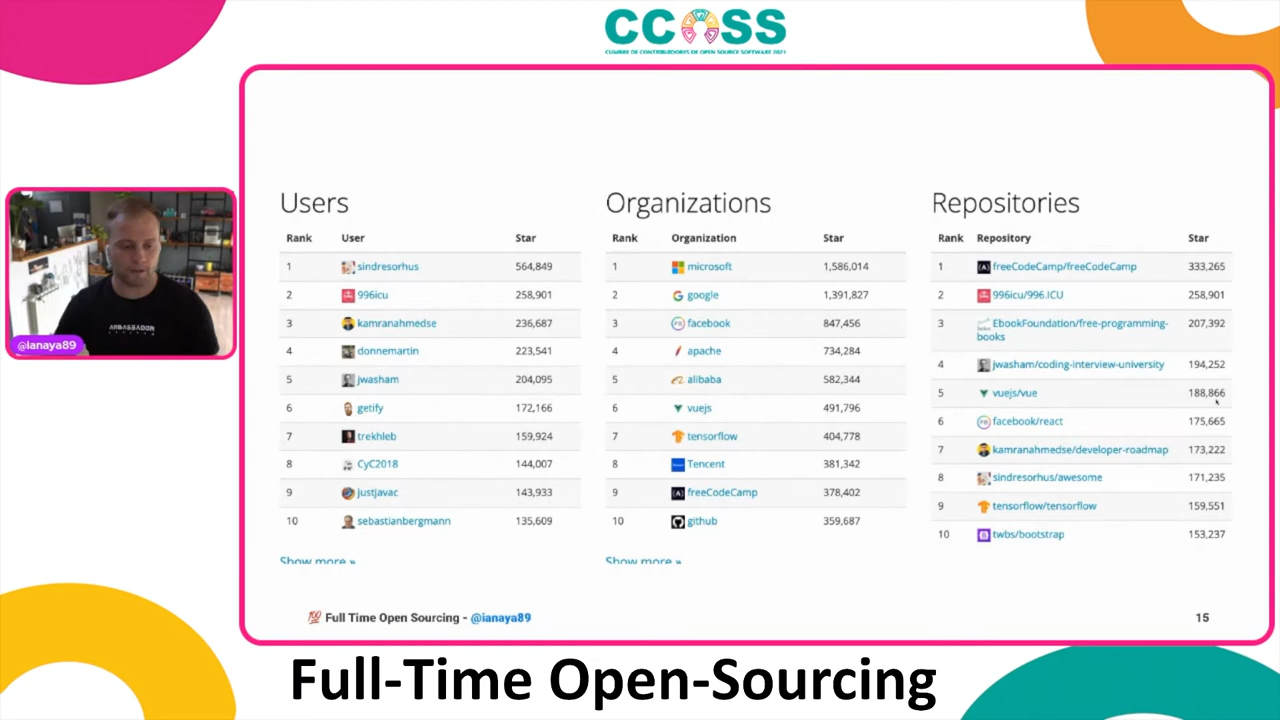 CCOSS
CUMBRE DE CONTRIBUIDORES DE OPEN SOURCE SOFTWARE 2021
AMBASSADOR
@ianaya89
Users
Rank User Star
1 sindresorhus 564,849
2 996icu 258,901
3 kamranahmedse 236,687
4 donnemartin 223,541
5 jwasham 204,095
6 getify 172,166
7 trekhleb 159,924
8 CyC2018 144,007
9 justjavac 143,933
10 sebastianbergmann 135,609
Show more »
Organizations
Rank Organization Star
1 microsoft 1,586,014
2 google 1,391,827
3 facebook 847,456
4 apache 734,284
5 alibaba 582,344
6 vuejs 491,796
7 tensorflow 404,778
8 Tencent 381,342
9 freeCodeCamp 378,402
10 github 359,687
Show more »
Repositories
Rank Repository Star
1 freeCodeCamp/freeCodeCamp 333,265
2 996icu/996.ICU 258,901
3 EbookFoundation/free-programming-
books 207,392
4 jwasham/coding-interview-university 194,252
5 vuejs/vue 188,866
6 facebook/react 175,665
7 kamranahmedse/developer-roadmap 173,222
8 sindresorhus/awesome 171,235
9 tensorflow/tensorflow 159,551
10 twbs/bootstrap 153,237
💯 Full Time Open Sourcing - @ianaya89
15
Full-Time Open-Sourcing